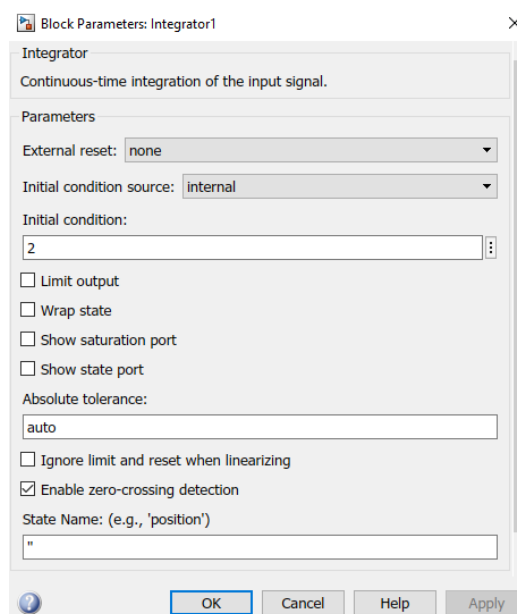 Block Parameters: Integrator1
Integrator
Continuous-time integration of the input signal.
Parameters
External reset: none
Initial condition source: internal
Initial condition:
2
Limit output
Wrap state
Show saturation port
Show state port
Absolute tolerance:
auto
Ignore limit and reset when linearizing
Enable zero-crossing detection
State Name: (e.g., 'position')
''
OK Cancel Help Apply